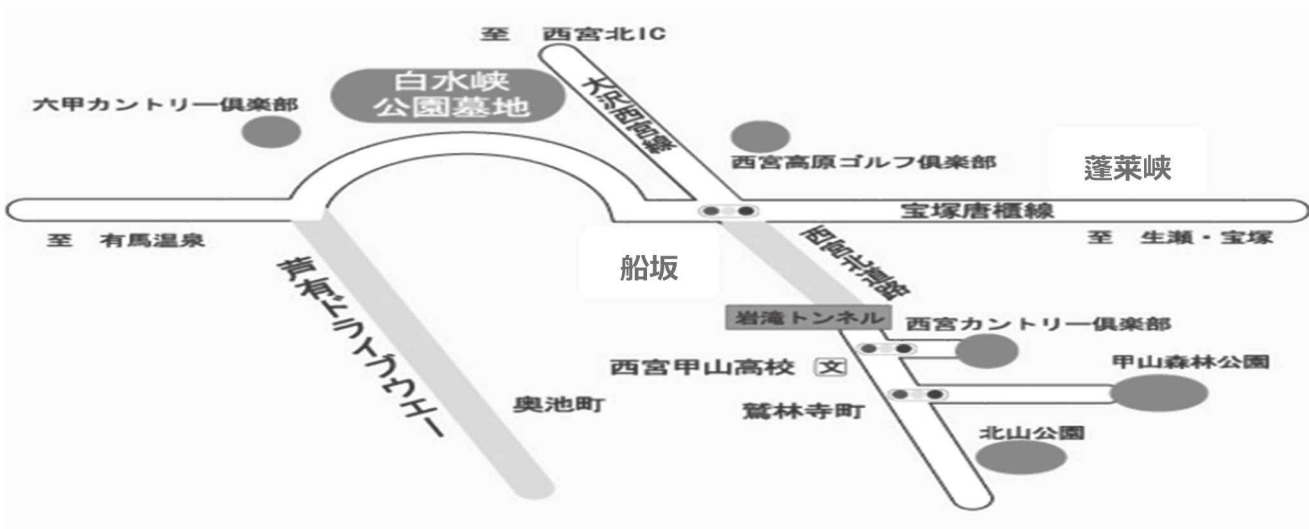 至 西宮北IC
白水峡
公園墓地
六甲カントリー倶楽部
大沢西宮線
西宮高原ゴルフ倶楽部
蓬莱峡
宝塚唐櫃線
至 有馬温泉
至 生瀬・宝塚
船坂
西宮北道路
芦有ドライブウエー
岩滝トンネル
西宮カントリー倶楽部
西宮甲山高校 文
甲山森林公園
奥池町
鷲林寺町
北山公園